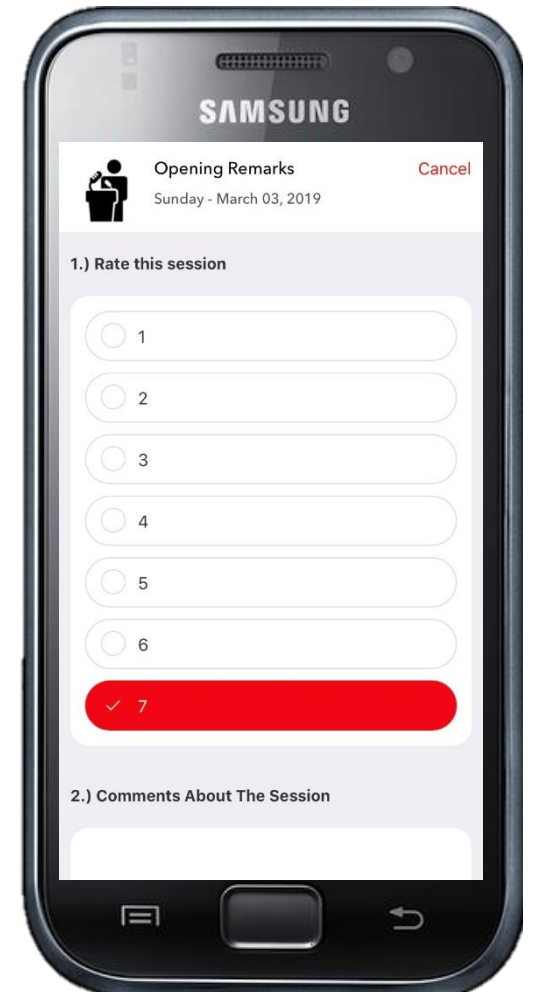 SAMSUNG
Opening Remarks
Cancel
Sunday - March 03, 2019
1.) Rate this session
1
2
3
4
5
6
7
2.) Comments About The Session